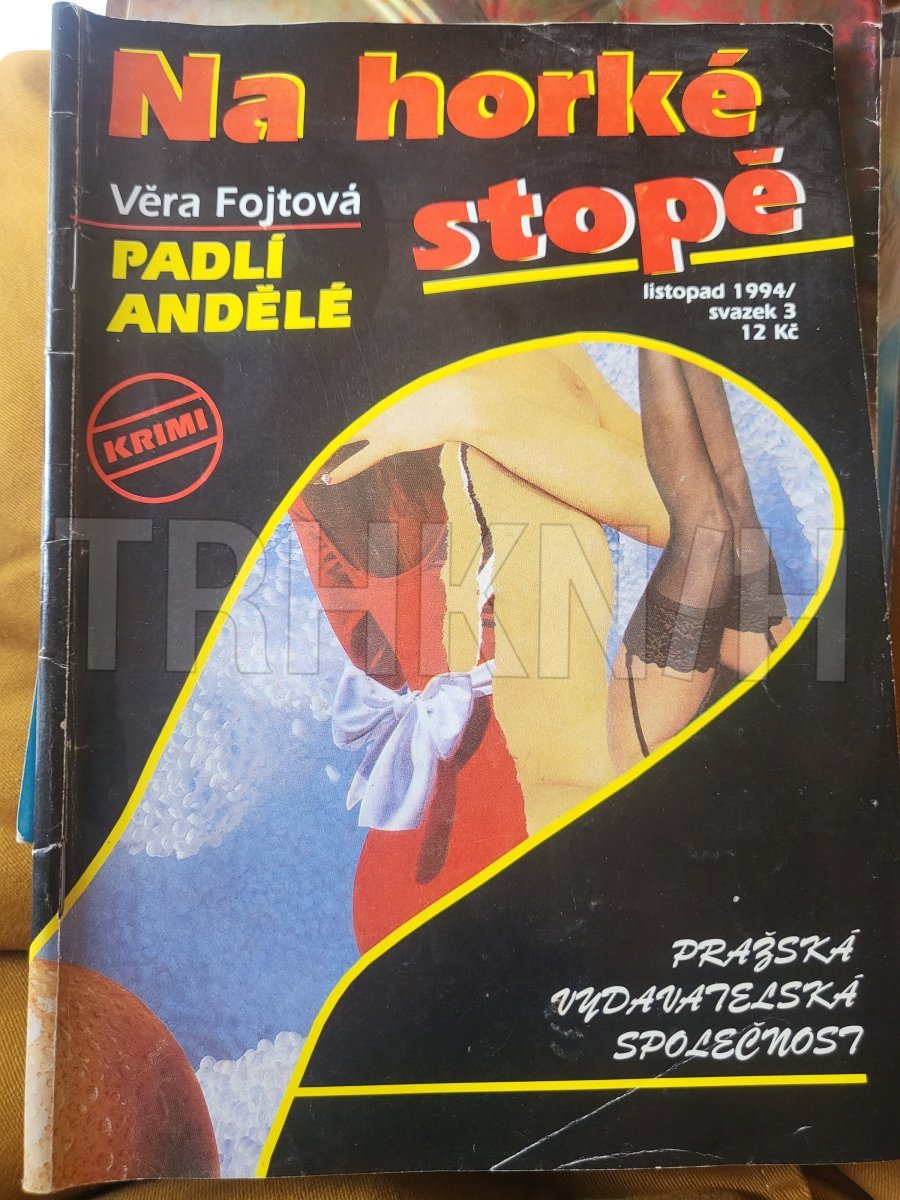 Na horké
stopě
Věra Fojtová
PADLÍ
ANDĚLÉ
listopad 1994/
svazek 3
12 Kč
KRIMI
TRHKNIH
PRAŽSKÁ
VYDAVATELSKÁ
SPOLEČNOST